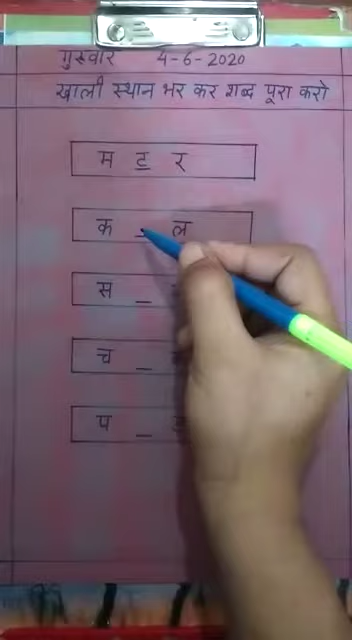 गुरुवार 4-6-2020
खाली स्थान भर कर शब्द पूरा करो
म ट र
क _ ल
स _
च _
प _